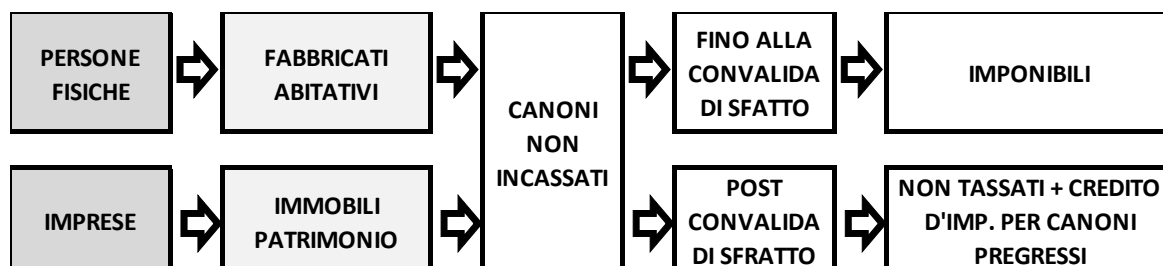 PERSONE
FISICHE
FABBRICATI
ABITATIVI
CANONI
NON
INCASSATI
FINO ALLA
CONVALIDA
DI SFATTO
IMPONIBILI
IMPRESE
IMMOBILI
PATRIMONIO
POST
CONVALIDA
DI SFRATTO
NON TASSATI + CREDITO
D'IMP. PER CANONI
PREGRESSI